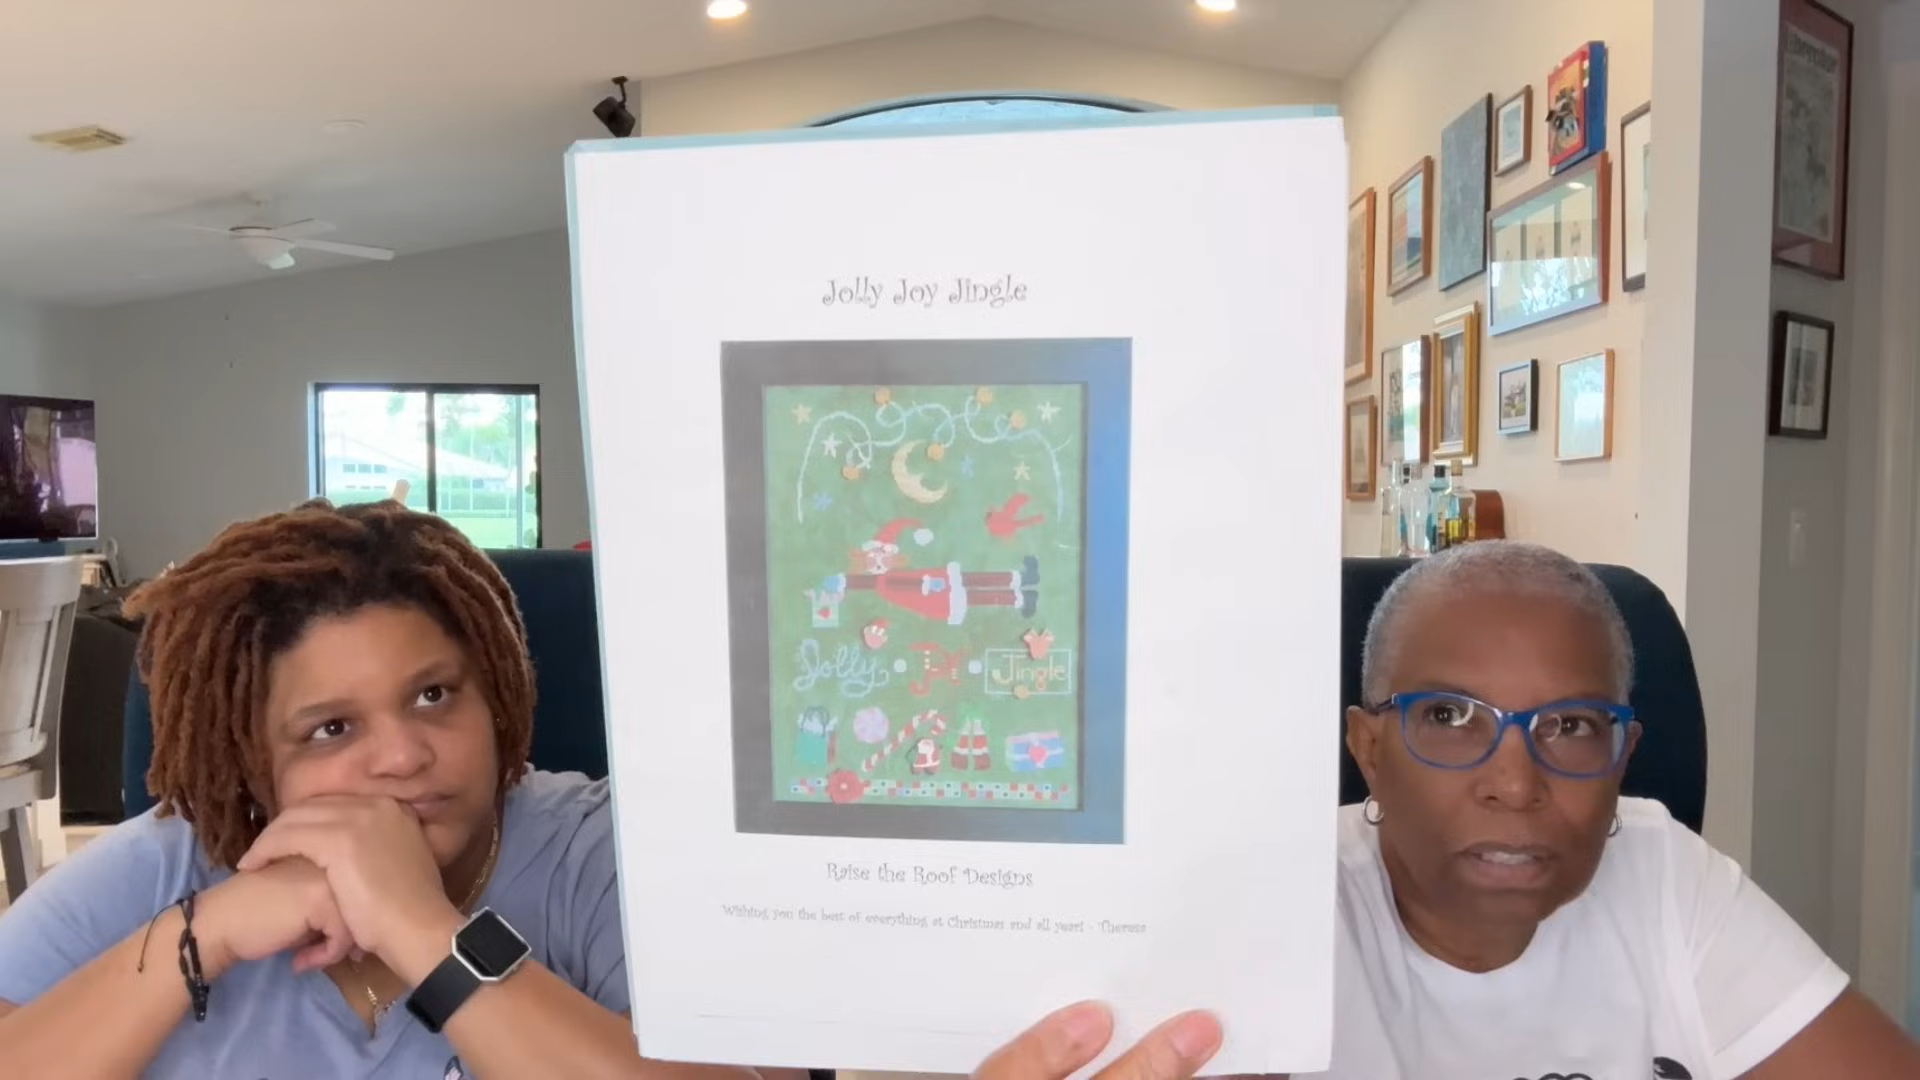 Jolly Joy Jingle
Jolly • Joy • Jingle
Raise the Roof Designs
Wishing you the best of everything at Christmas and all year! - Theresa